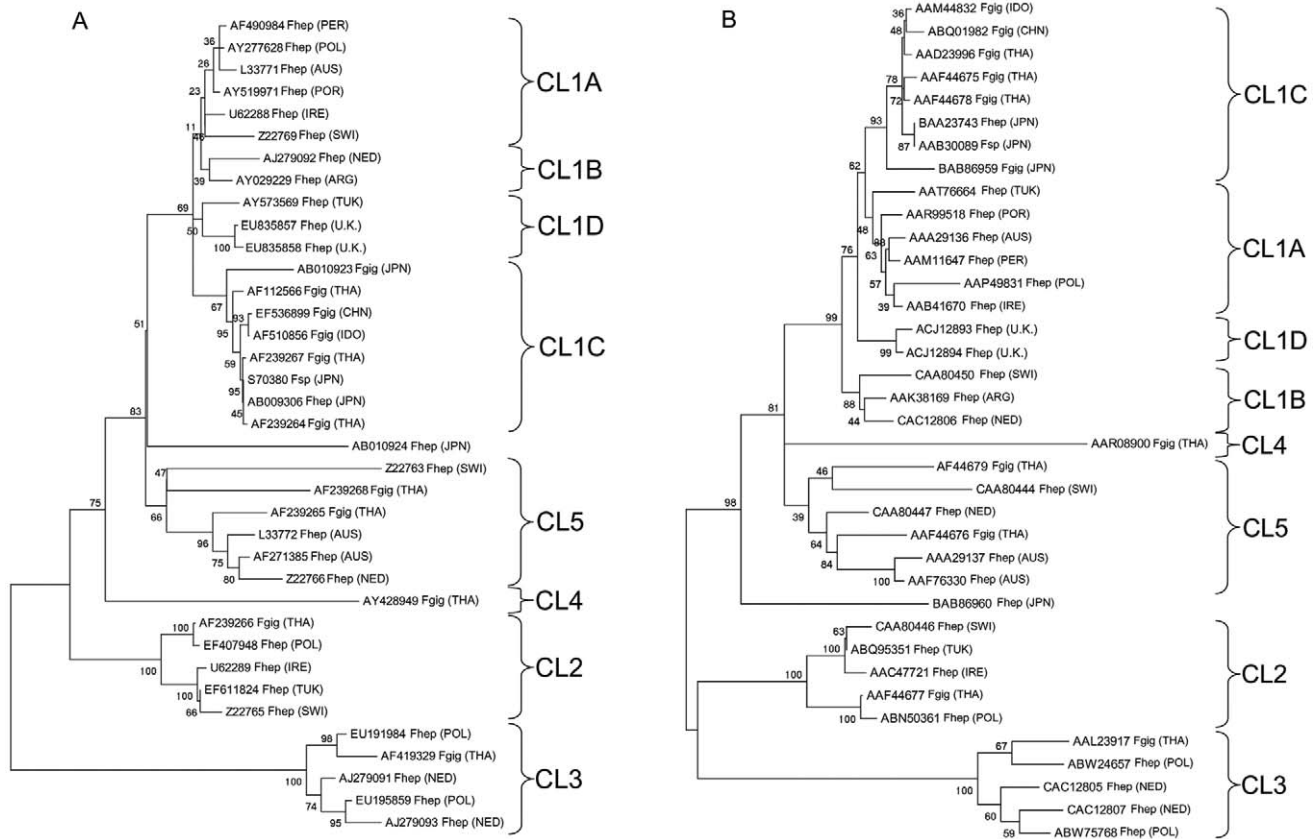 A
AF490984 Fhep (PER)
36
AY277628 Fhep (POL)
26
L33771 Fhep (AUS)
CL1A
23
AY519971 Fhep (POR)
U62288 Fhep (IRE)
11
Z22769 Fhep (SWI)
AJ279092 Fhep (NED)
CL1B
39
AY029229 Fhep (ARG)
69
AY573569 Fhep (TUK)
50
EU835857 Fhep (U.K.)
CL1D
100
EU835858 Fhep (U.K.)
AB010923 Fgig (JPN)
67
AF112566 Fgig (THA)
93
EF536899 Fgig (CHN)
95
AF510856 Fgig (IDO)
CL1C
51
59
AF239267 Fgig (THA)
S70380 Fsp (JPN)
95
AB009306 Fhep (JPN)
45
AF239264 Fgig (THA)
83
AB010924 Fhep (JPN)
47
Z22763 Fhep (SWI)
AF239268 Fgig (THA)
75
66
AF239265 Fgig (THA)
CL5
96
L33772 Fhep (AUS)
75
AF271385 Fhep (AUS)
80
Z22766 Fhep (NED)
AY428949 Fgig (THA)
CL4
100
AF239266 Fgig (THA)
EF407948 Fhep (POL)
100
U62289 Fhep (IRE)
CL2
100
EF611824 Fhep (TUK)
66
Z22765 Fhep (SWI)
98
EU191984 Fhep (POL)
AF419329 Fgig (THA)
100
AJ279091 Fhep (NED)
CL3
74
EU195859 Fhep (POL)
95
AJ279093 Fhep (NED)
B
36
AAM44832 Fgig (IDO)
48
ABQ01982 Fgig (CHN)
AAD23996 Fgig (THA)
78
AAF44675 Fgig (THA)
CL1C
72
AAF44678 Fgig (THA)
93
BAA23743 Fhep (JPN)
87
AAB30089 Fsp (JPN)
62
BAB86959 Fgig (JPN)
AAT76664 Fhep (TUK)
48
AAR99518 Fhep (POR)
AAA29136 Fhep (AUS)
CL1A
76
63
AAM11647 Fhep (PER)
57
AAP49831 Fhep (POL)
39
AAB41670 Fhep (IRE)
99
ACJ12893 Fhep (U.K.)
CL1D
99
ACJ12894 Fhep (U.K.)
CAA80450 Fhep (SWI)
88
AAK38169 Fhep (ARG)
CL1B
44
CAC12806 Fhep (NED)
81
AAR08900 Fgig (THA)
CL4
46
AF44679 Fgig (THA)
CAA80444 Fhep (SWI)
98
39
CAA80447 Fhep (NED)
CL5
64
AAF44676 Fgig (THA)
84
AAA29137 Fhep (AUS)
100
AAF76330 Fhep (AUS)
BAB86960 Fhep (JPN)
63
CAA80446 Fhep (SWI)
100
ABQ95351 Fhep (TUK)
100
AAC47721 Fhep (IRE)
CL2
AAF44677 Fgig (THA)
100
ABN50361 Fhep (POL)
67
AAL23917 Fgig (THA)
ABW24657 Fhep (POL)
100
CAC12805 Fhep (NED)
CL3
60
CAC12807 Fhep (NED)
59
ABW75768 Fhep (POL)